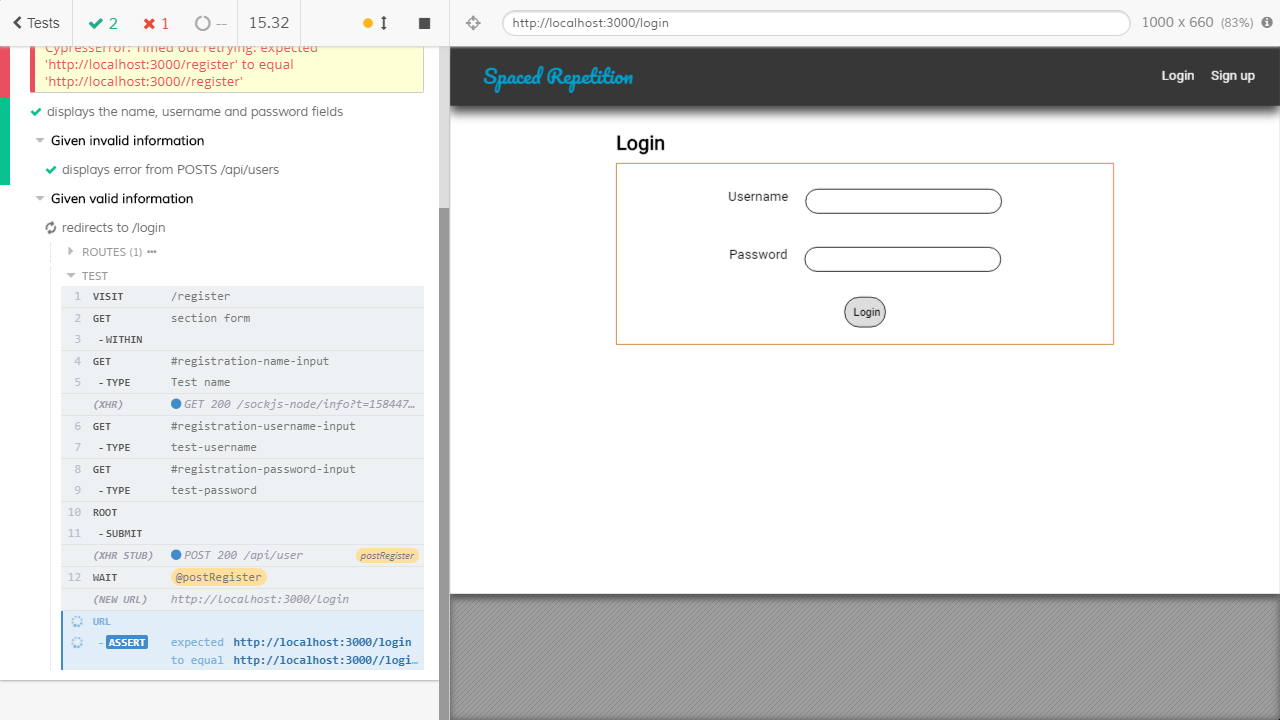 Tests 2 1 -- 15.32
CypressError: Timed out retrying: expected
'http://localhost:3000/register' to equal
'http://localhost:3000//register'
displays the name, username and password fields
Given invalid information
displays error from POSTS /api/users
Given valid information
redirects to /login
ROUTES (1) •••
TEST
1 VISIT /register
2 GET section form
3 - WITHIN
4 GET #registration-name-input
5 - TYPE Test name
(XHR) GET 200 /sockjs-node/info?t=158447…
6 GET #registration-username-input
7 - TYPE test-username
8 GET #registration-password-input
9 - TYPE test-password
10 ROOT
11 - SUBMIT
(XHR STUB) POST 200 /api/user postRegister
12 WAIT @postRegister
(NEW URL) http://localhost:3000/login
URL
- ASSERT expected http://localhost:3000/login
to equal http://localhost:3000//logi…
http://localhost:3000/login 1000 x 660 (83%)
Spaced Repetition Login Sign up
Login
Username
Password
Login